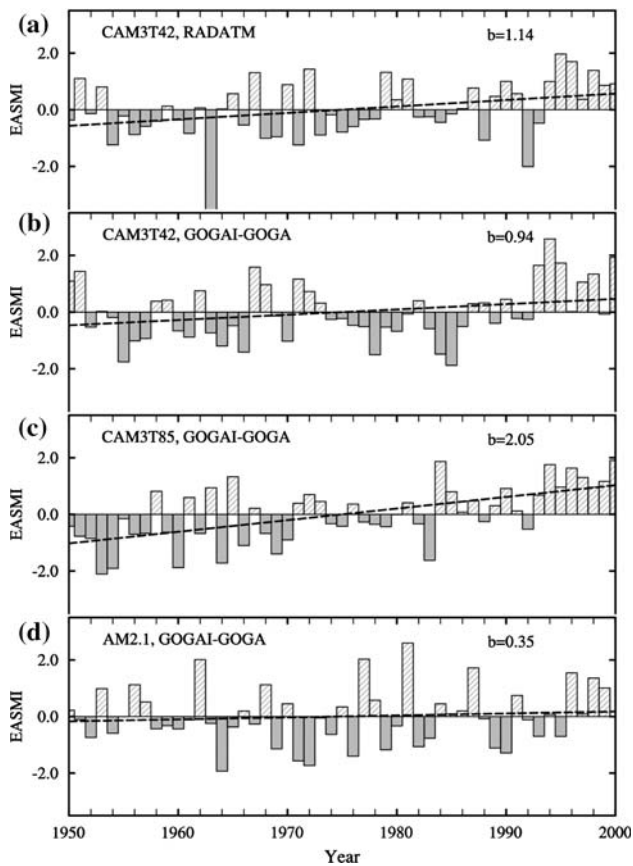 (a)
CAM3T42, RADATM b=1.14
EASMI
2.0
0.0
-2.0
(b)
CAM3T42, GOGAI-GOGA b=0.94
EASMI
2.0
0.0
-2.0
(c)
CAM3T85, GOGAI-GOGA b=2.05
EASMI
2.0
0.0
-2.0
(d)
AM2.1, GOGAI-GOGA b=0.35
EASMI
2.0
0.0
-2.0
1950 1960 1970 1980 1990 2000
Year